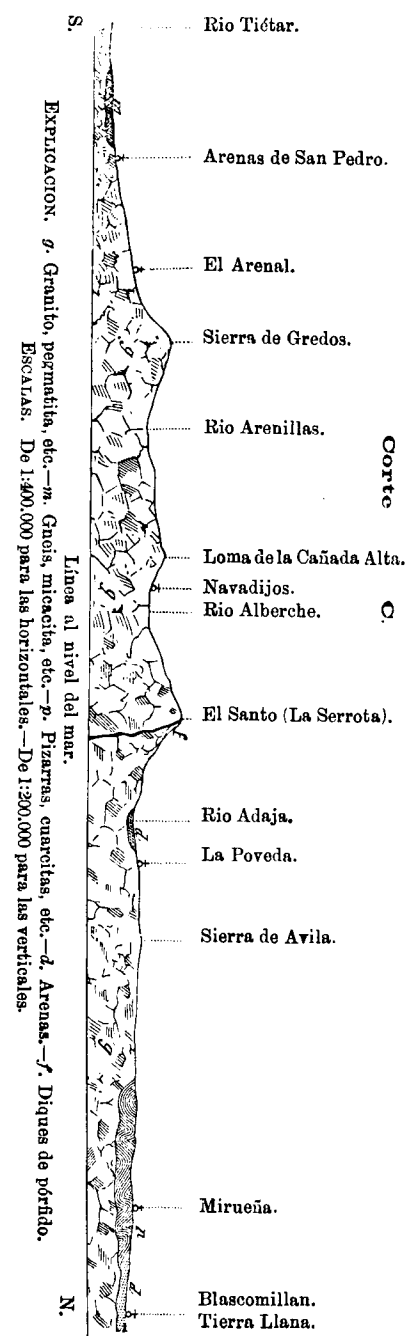 Corte C.
Rio Tiétar.
Arenas de San Pedro.
El Arenal.
Sierra de Gredos.
Rio Arenillas.
Loma de la Cañada Alta.
Navadijos.
Rio Alberche.
El Santo (La Serrota).
Rio Adaja.
La Poveda.
Sierra de Avila.
Mirueña.
Blascomillan.
Tierra Llana.
S.
N.
g
g
g
f
Línea al nivel del mar.
EXPLICACION. g. Granito, pegmatita, etc.—m. Gneis, micacita, etc.—p. Pizarras, cuarcitas, etc.—d. Arenas.—f. Diques de pórfido.
ESCALAS. De 1:400.000 para las horizontales.—De 1:200.000 para las verticales.